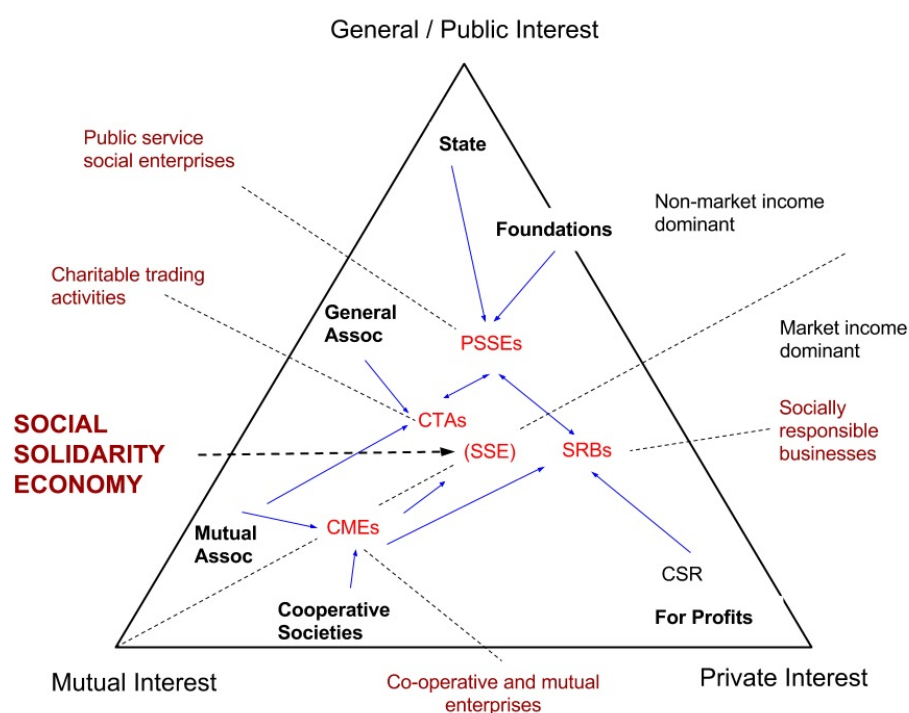 General / Public Interest
Public service
social enterprises
State
Non-market income
dominant
Foundations
Charitable trading
activities
General
Assoc
PSSEs
Market income
dominant
CTAs
SOCIAL
SOLIDARITY
ECONOMY
(SSE)
SRBs
Socially
responsible
businesses
Mutual
Assoc
CMEs
CSR
Cooperative
Societies
For Profits
Mutual Interest
Co-operative and mutual
enterprises
Private Interest